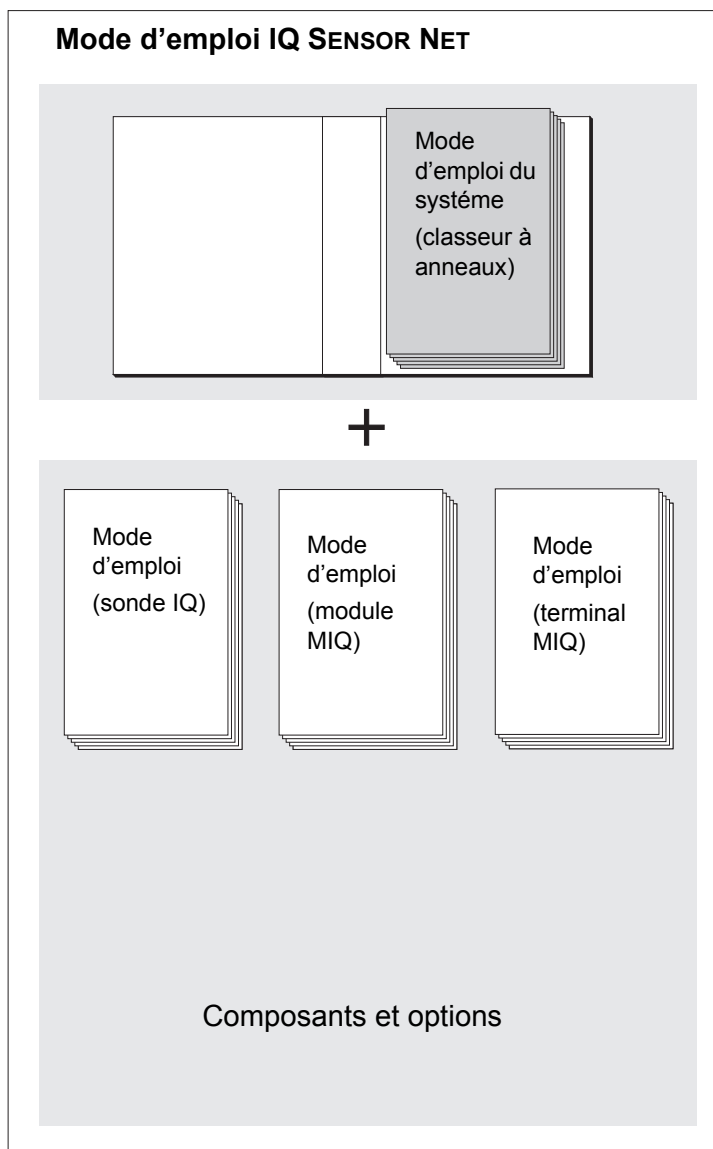 Mode d'emploi IQ SENSOR NET
Mode
d'emploi du
systéme
(classeur à
anneaux)
+
Mode
d'emploi
(sonde IQ)
Mode
d'emploi
(module
MIQ)
Mode
d'emploi
(terminal
MIQ)
Composants et options